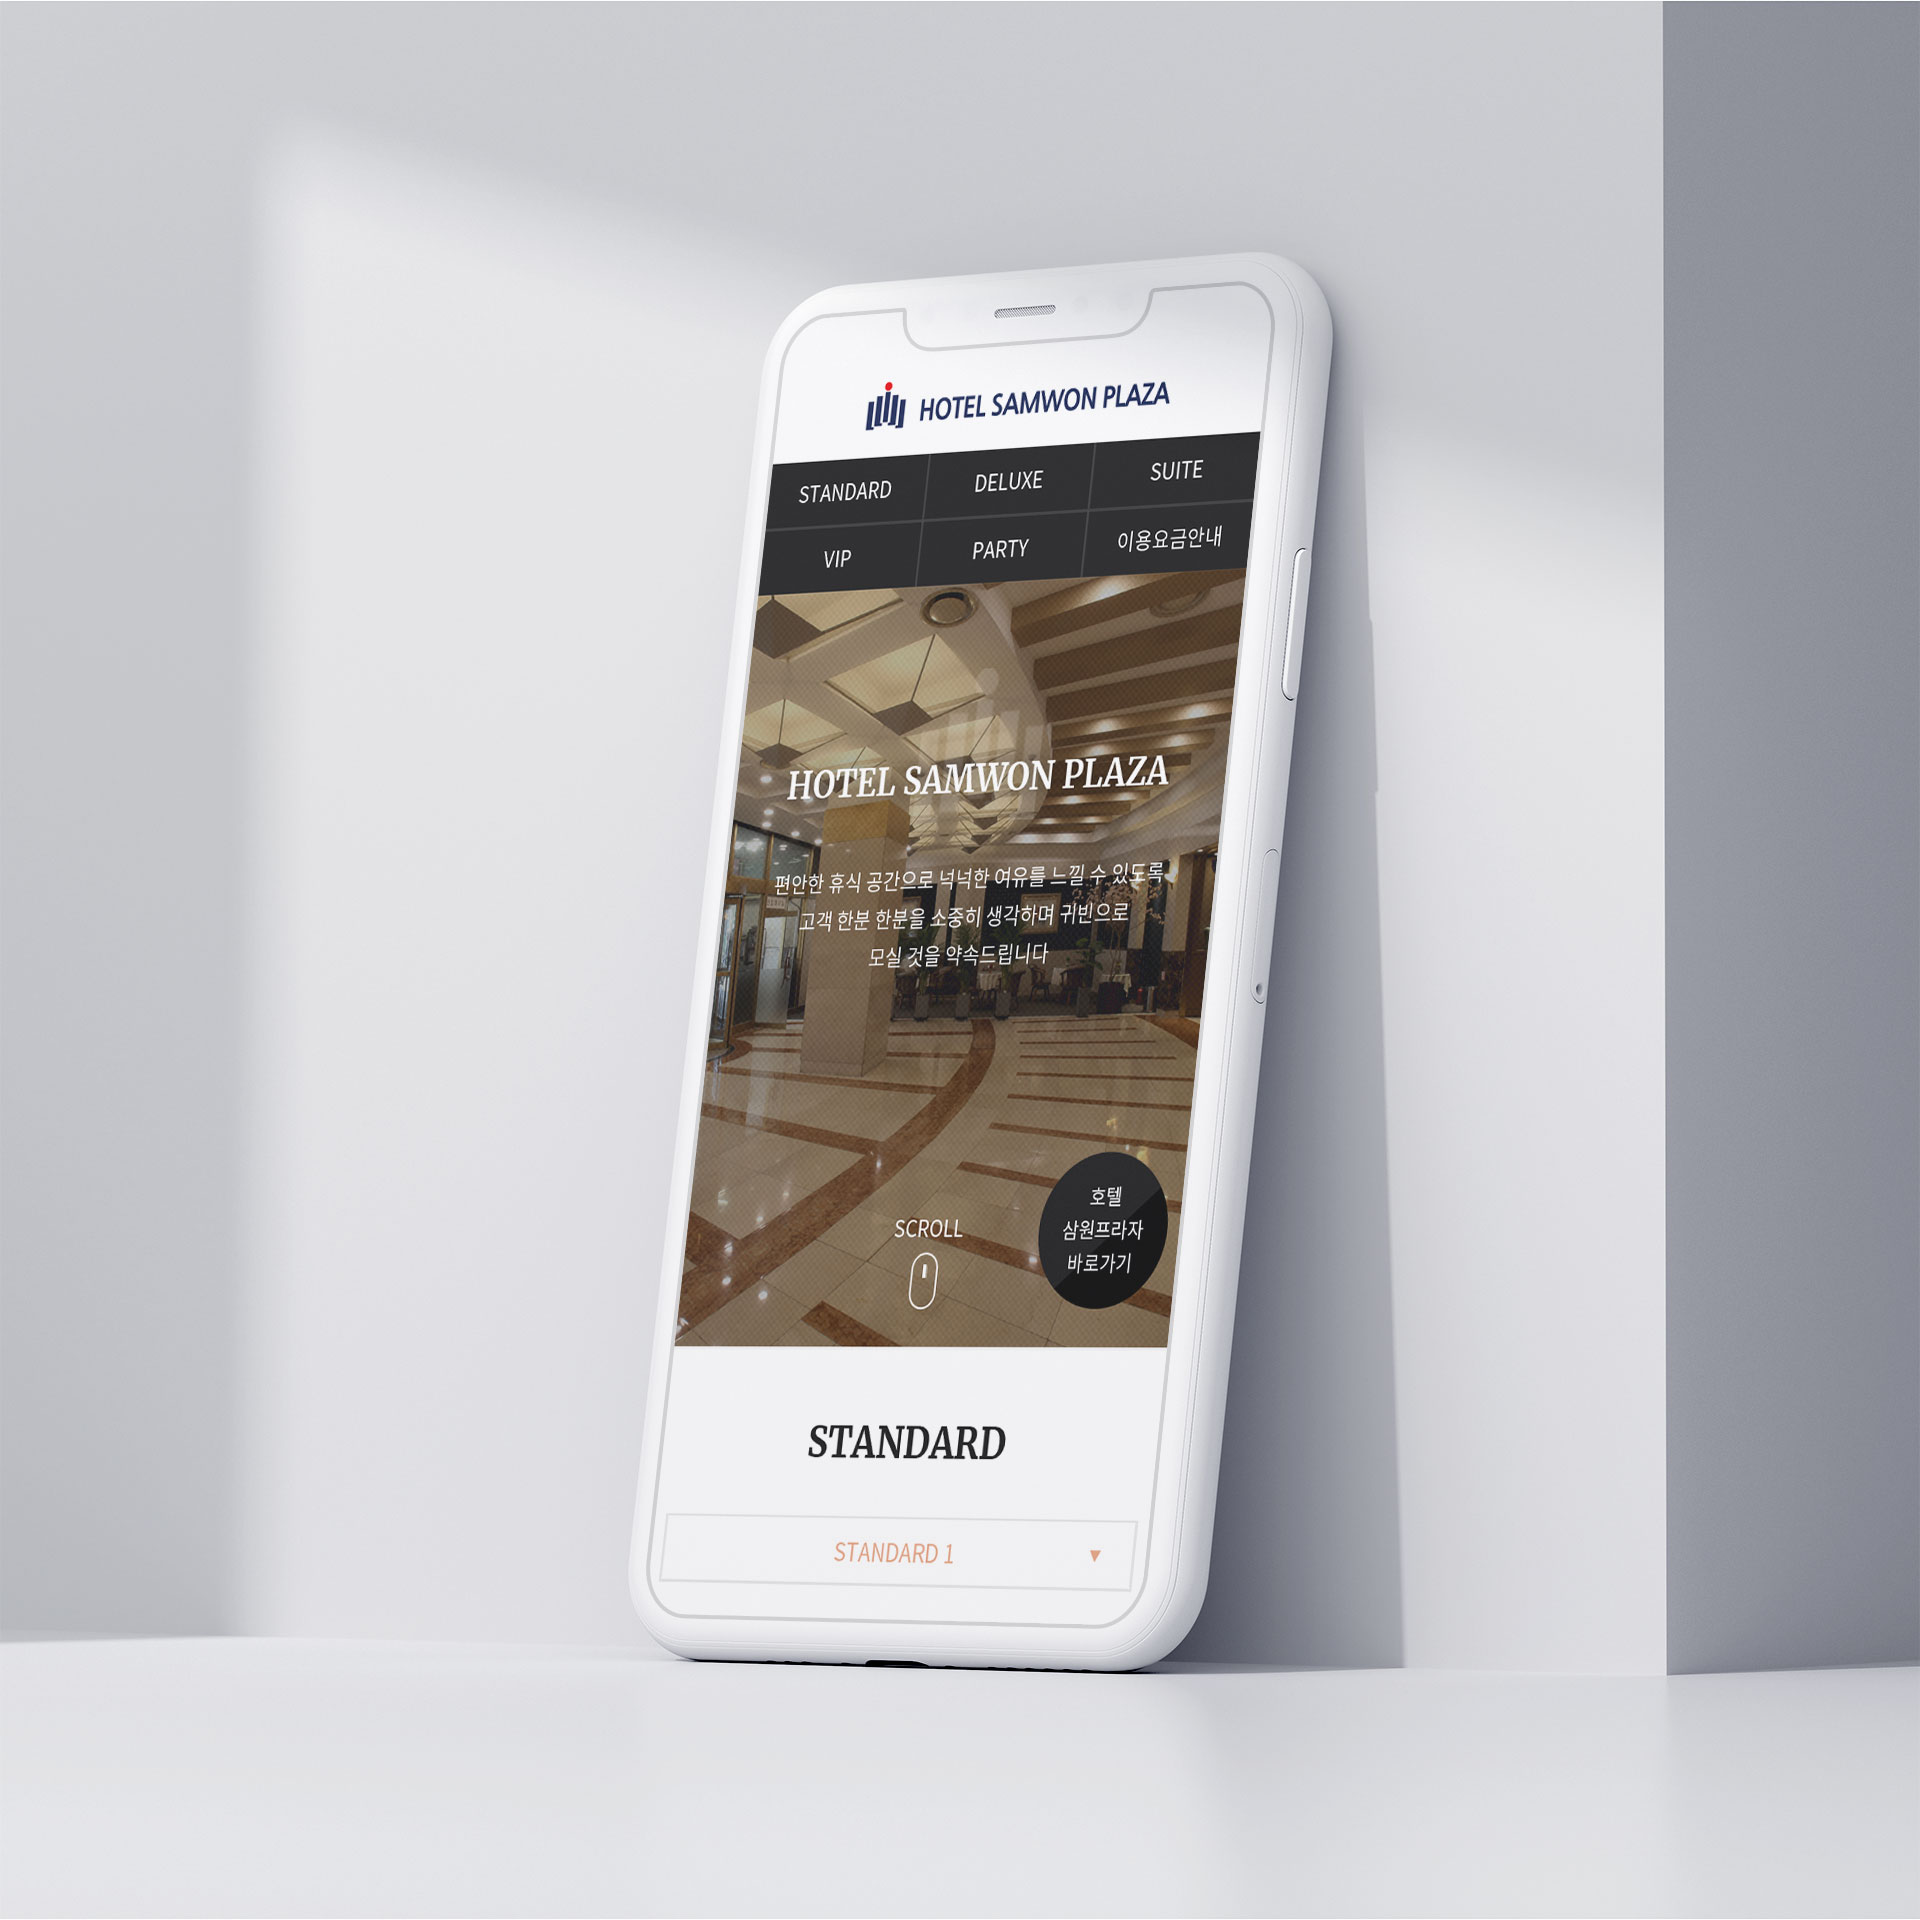 HOTEL SAMWON PLAZA
STANDARD
DELUXE
SUITE
VIP
PARTY
이용요금안내
HOTEL SAMWON PLAZA
편안한 휴식 공간으로 넉넉한 여유를 느낄 수 있도록
고객 한분 한분을 소중히 생각하며 귀빈으로
모실 것을 약속드립니다
SCROLL
호텔
삼원프라자
바로가기
STANDARD
STANDARD 1